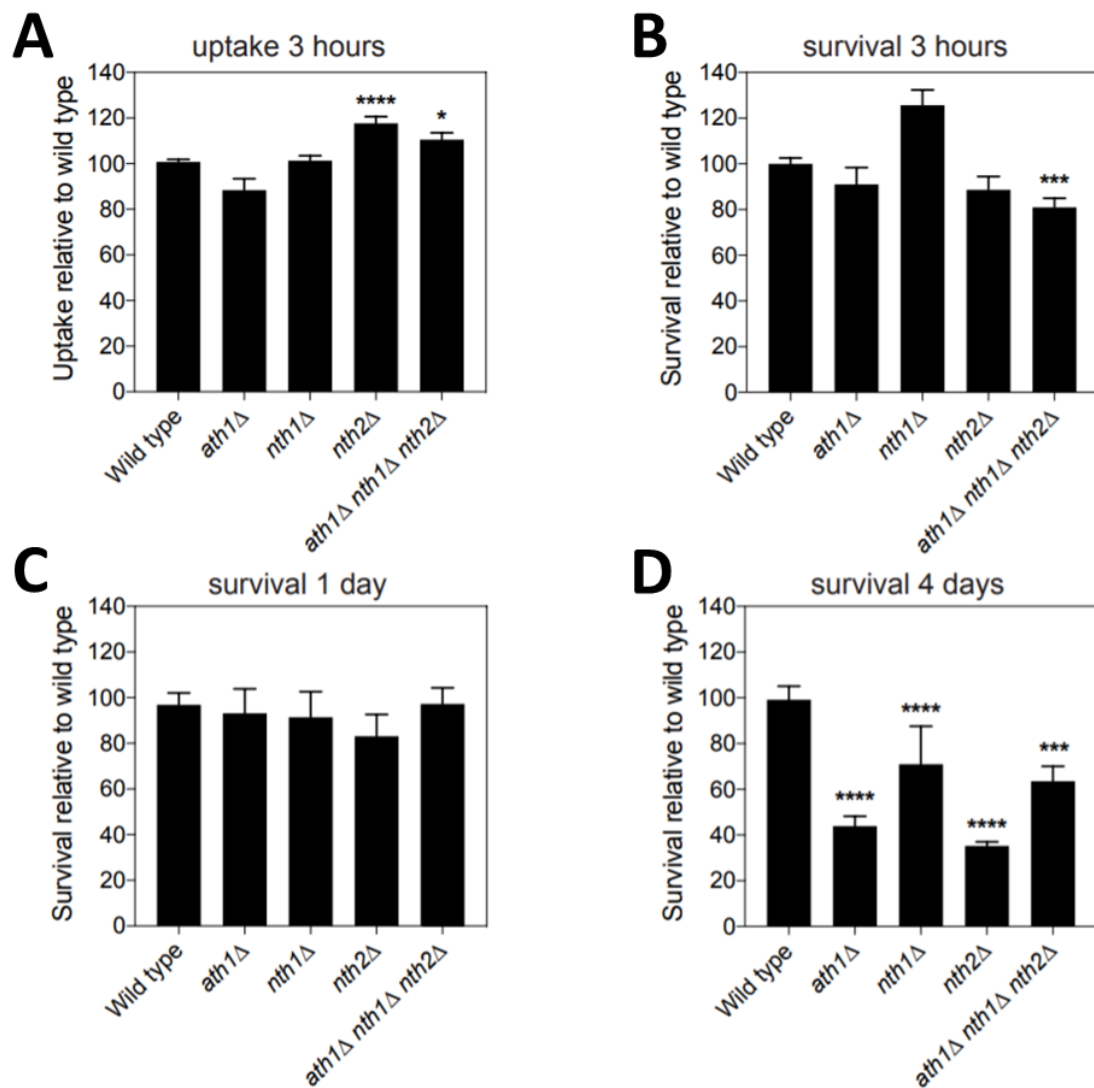 A
uptake 3 hours
Uptake relative to wild type
140
120
100
80
60
40
20
0
****
*
Wild type
ath1Δ
nth1Δ
nth2Δ
ath1Δ nth1Δ nth2Δ
B
survival 3 hours
Survival relative to wild type
140
120
100
80
60
40
20
0
***
Wild type
ath1Δ
nth1Δ
nth2Δ
ath1Δ nth1Δ nth2Δ
C
survival 1 day
Survival relative to wild type
140
120
100
80
60
40
20
0
Wild type
ath1Δ
nth1Δ
nth2Δ
ath1Δ nth1Δ nth2Δ
D
survival 4 days
Survival relative to wild type
140
120
100
80
60
40
20
0
****
****
****
***
Wild type
ath1Δ
nth1Δ
nth2Δ
ath1Δ nth1Δ nth2Δ